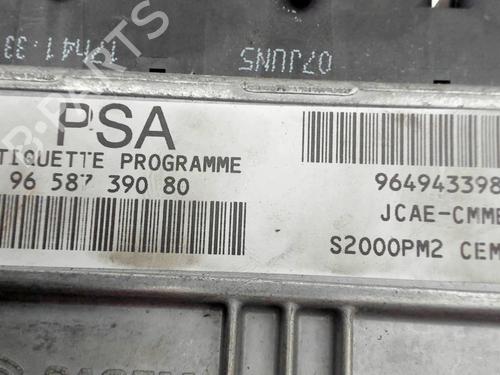 07JUN5
PSA
TIQUETTE PROGRAMME
96 587 390 80
964943398
JCAE-CMME
S2000PM2 CEM